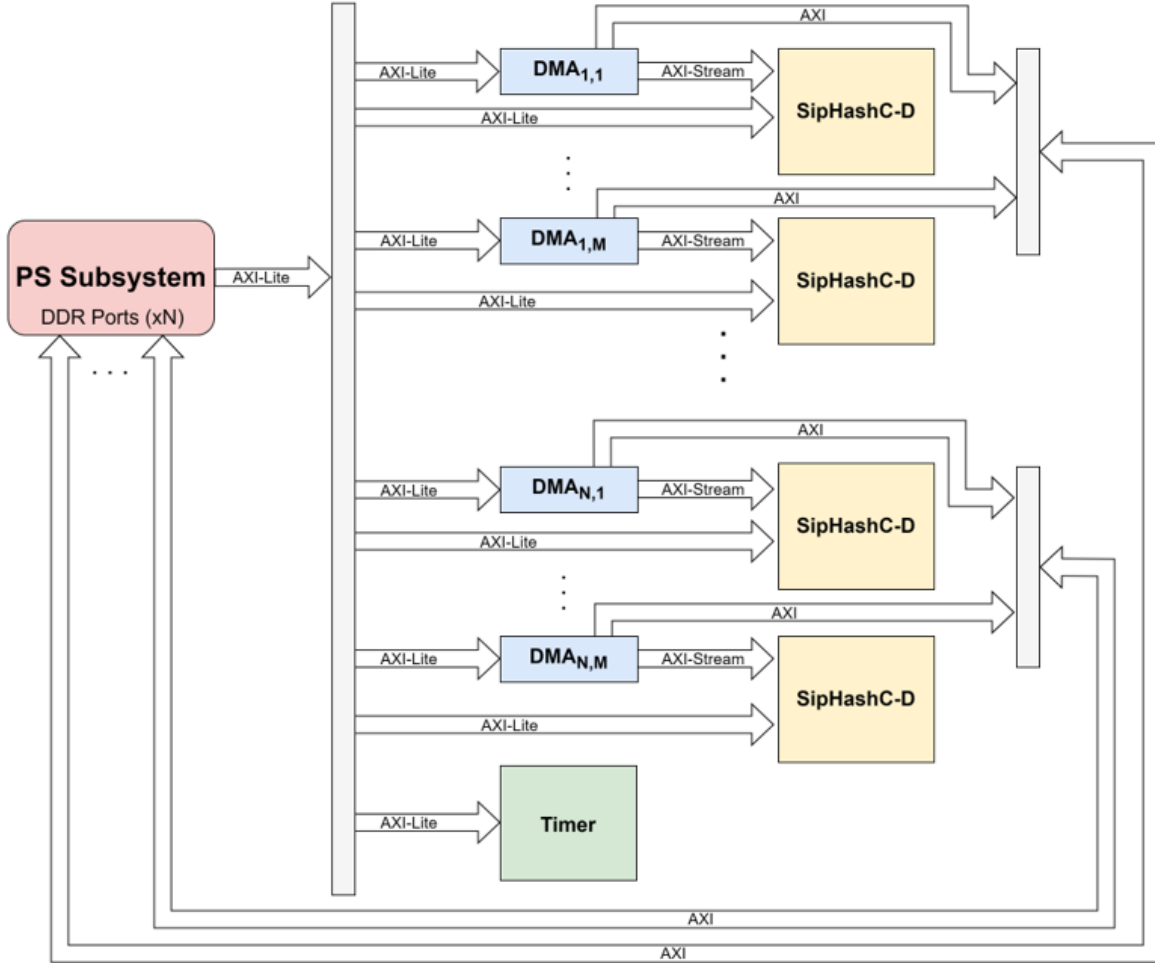 AXI
AXI-Lite
DMA1,1
AXI-Stream
SipHashC-D
AXI-Lite
. . .
AXI
AXI-Lite
DMA1,M
AXI-Stream
PS Subsystem
DDR Ports (xN)
AXI-Lite
SipHashC-D
AXI-Lite
. . .
. . .
AXI
AXI-Lite
DMAN,1
AXI-Stream
SipHashC-D
AXI-Lite
. . .
AXI
AXI-Lite
DMAN,M
AXI-Stream
SipHashC-D
AXI-Lite
AXI-Lite
Timer
AXI
AXI